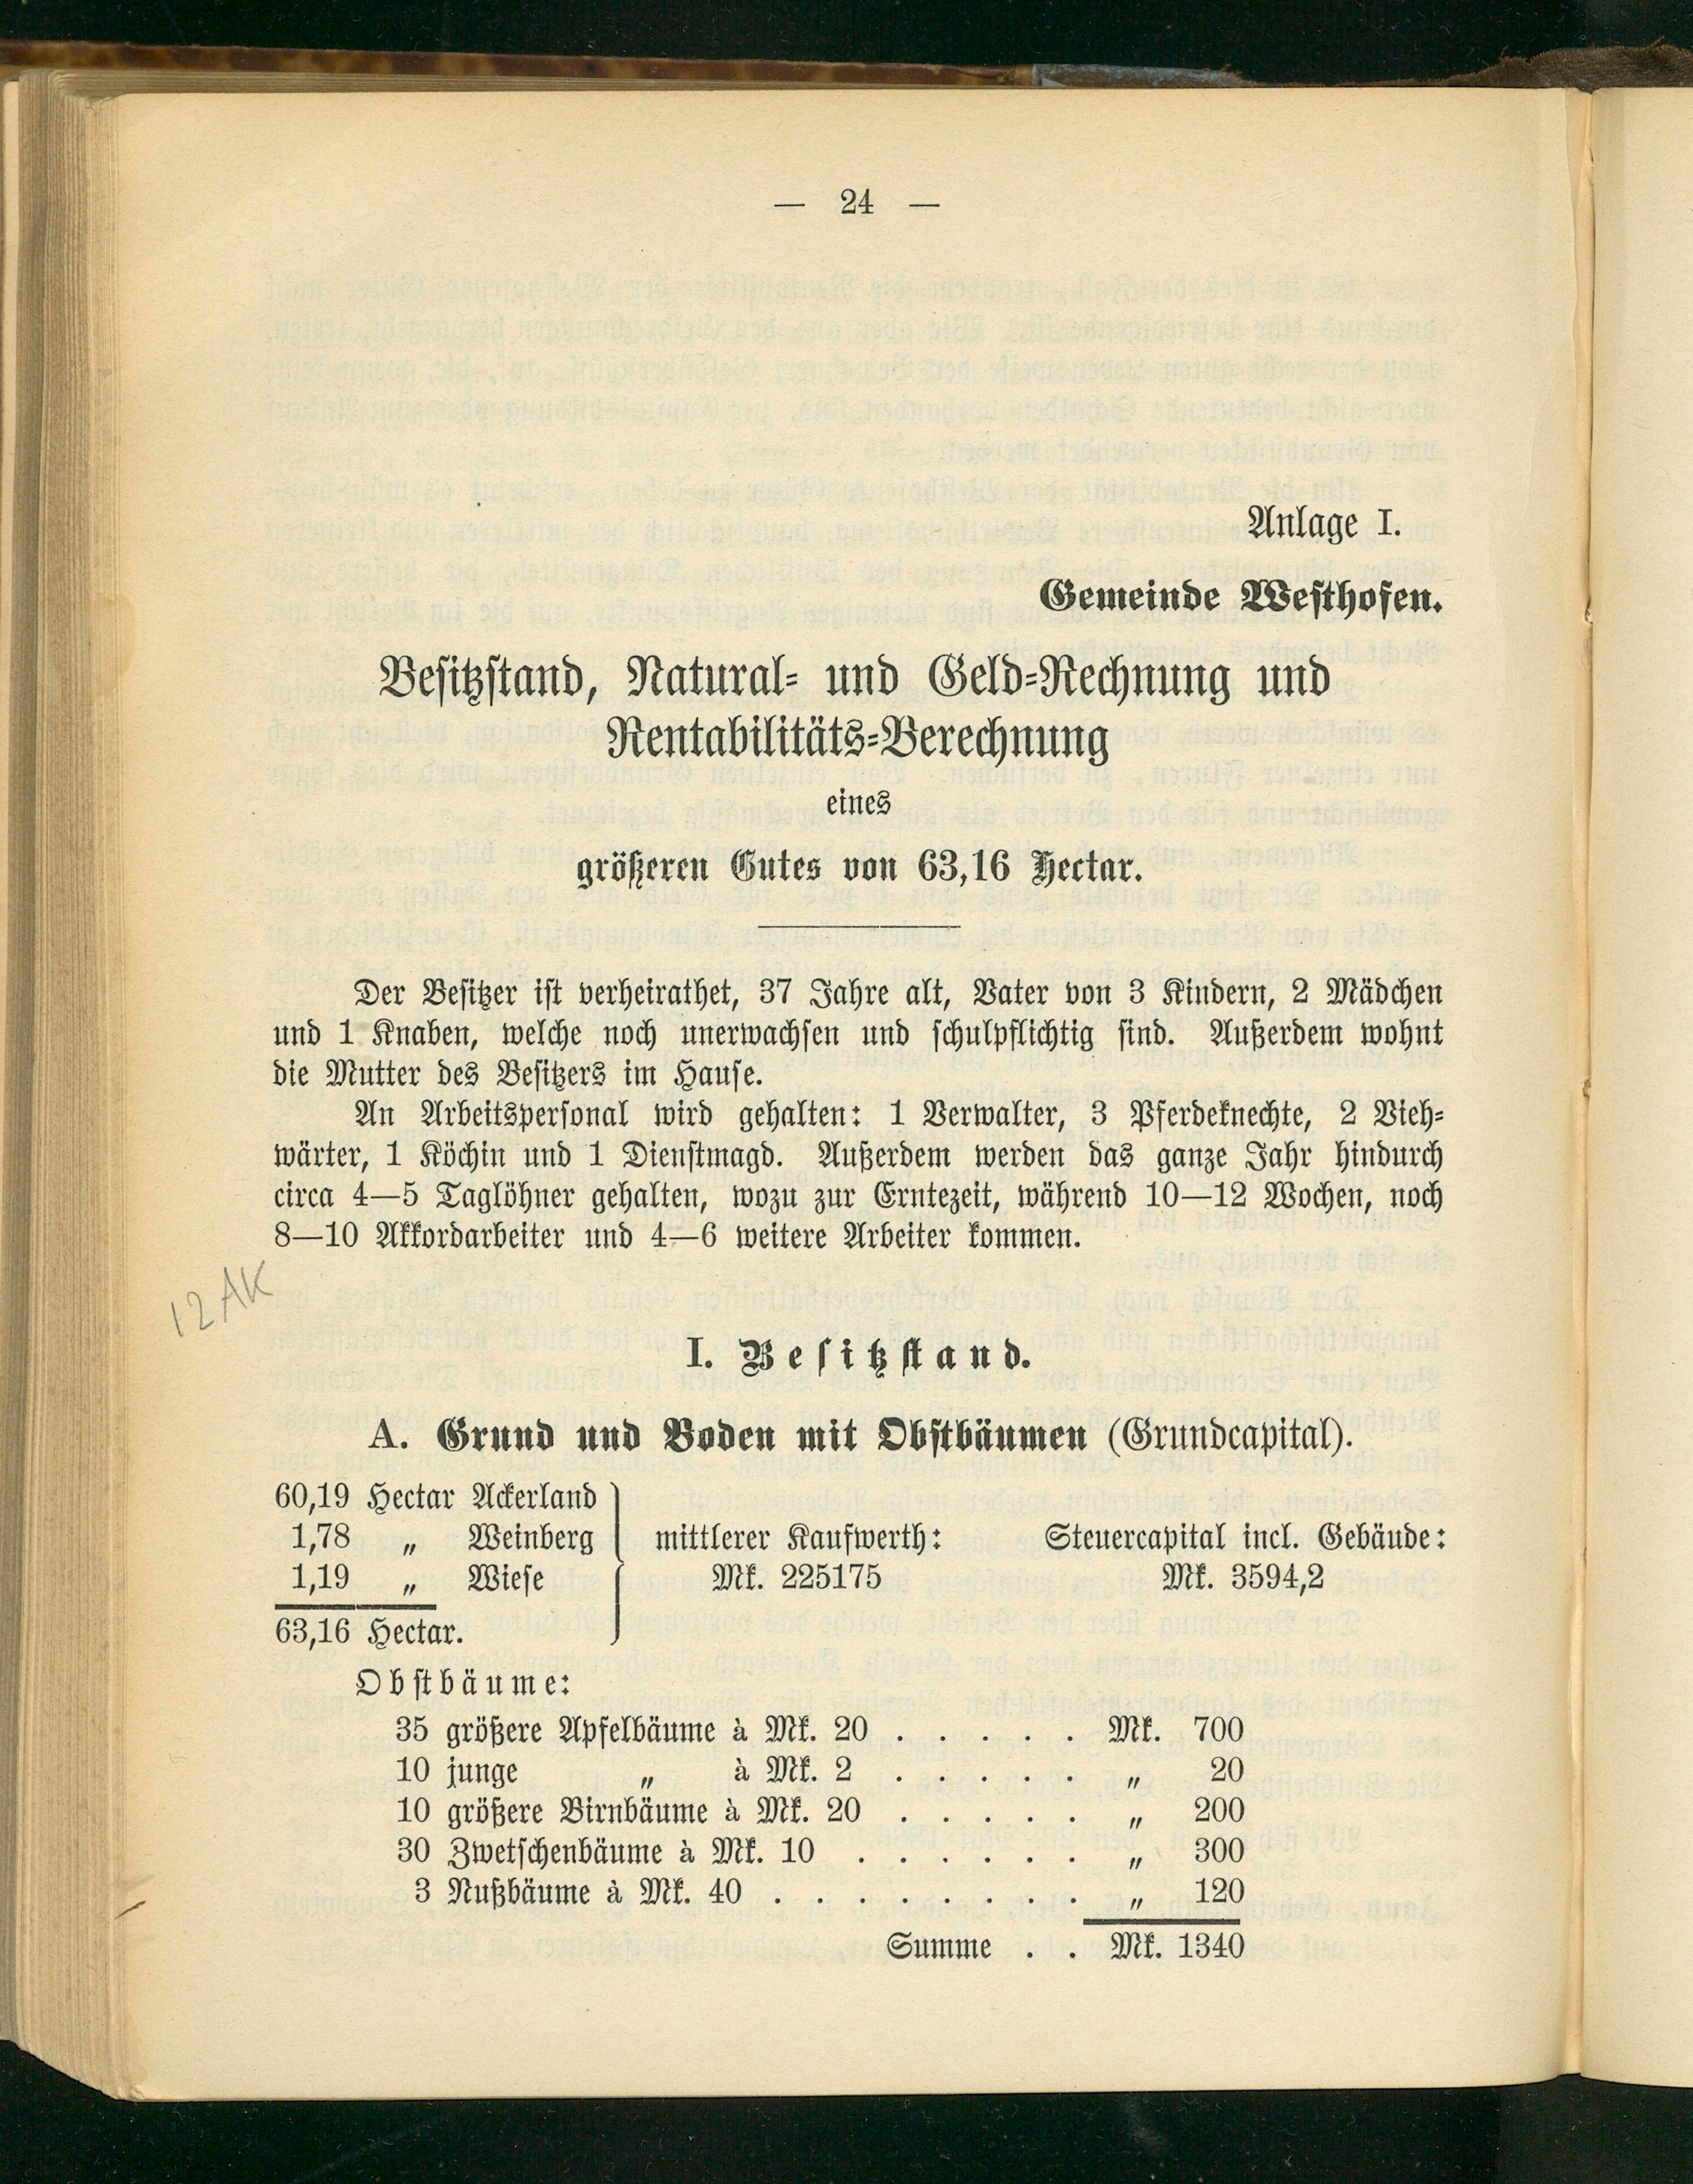 — 24 —
Anlage I.
Gemeinde Westhofen.
Besitzstand, Natural- und Geld-Rechnung und
Rentabilitäts-Berechnung
eines
größeren Gutes von 63,16 Hectar.
Der Besitzer ist verheirathet, 37 Jahre alt, Vater von 3 Kindern, 2 Mädchen
und 1 Knaben, welche noch unerwachsen und schulpflichtig sind. Außerdem wohnt
die Mutter des Besitzers im Hause.
An Arbeitspersonal wird gehalten: 1 Verwalter, 3 Pferdeknechte, 2 Vieh-
wärter, 1 Köchin und 1 Dienstmagd. Außerdem werden das ganze Jahr hindurch
circa 4—5 Taglöhner gehalten, wozu zur Erntezeit, während 10—12 Wochen, noch
8—10 Akkordarbeiter und 4—6 weitere Arbeiter kommen.
12 AK
I. Besitzstand.
A. Grund und Boden mit Obstbäumen (Grundcapital).
60,19 Hectar Ackerland
1,78 „ Weinberg mittlerer Kaufwerth: Steuercapital incl. Gebäude:
1,19 „ Wiese Mk. 225175 Mk. 3594,2
63,16 Hectar.
Obstbäume:
35 größere Apfelbäume à Mk. 20 . . . . . Mk. 700
10 junge „ à Mk. 2 . . . . . „ 20
10 größere Birnbäume à Mk. 20 . . . . . „ 200
30 Zwetschenbäume à Mk. 10 . . . . . . „ 300
3 Nußbäume à Mk. 40 . . . . . . . . „ 120
Summe . . Mk. 1340